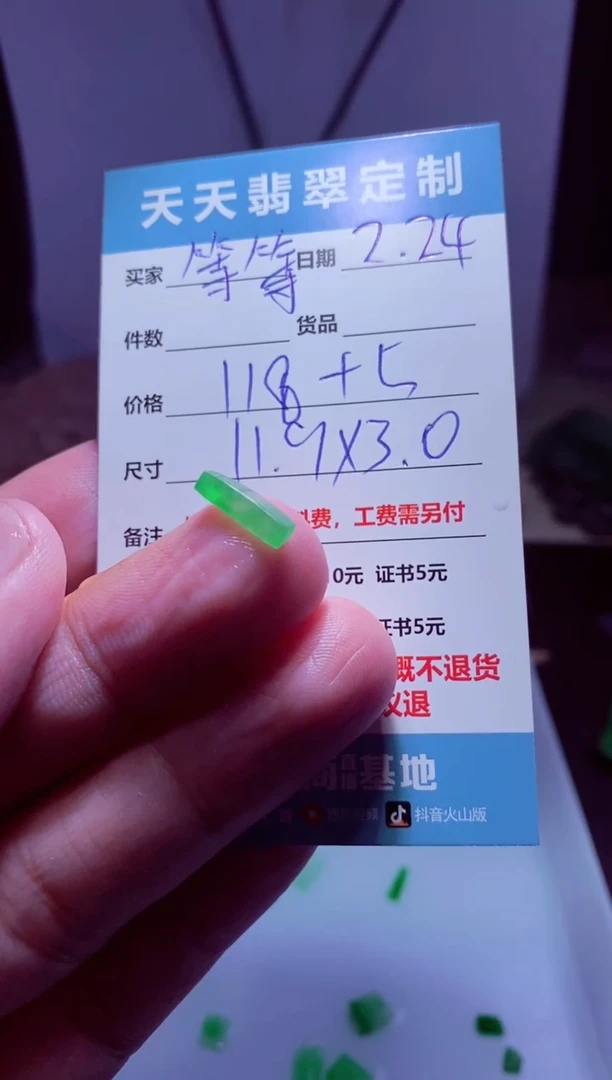 天天翡翠定制
买家 等等 日期 2.24
件数 货品
价格 118+5
尺寸 11.9X3.0
备注 费，工费需另付
0元 证书5元
证书5元
概不退货
议退
基地
抖音火山版